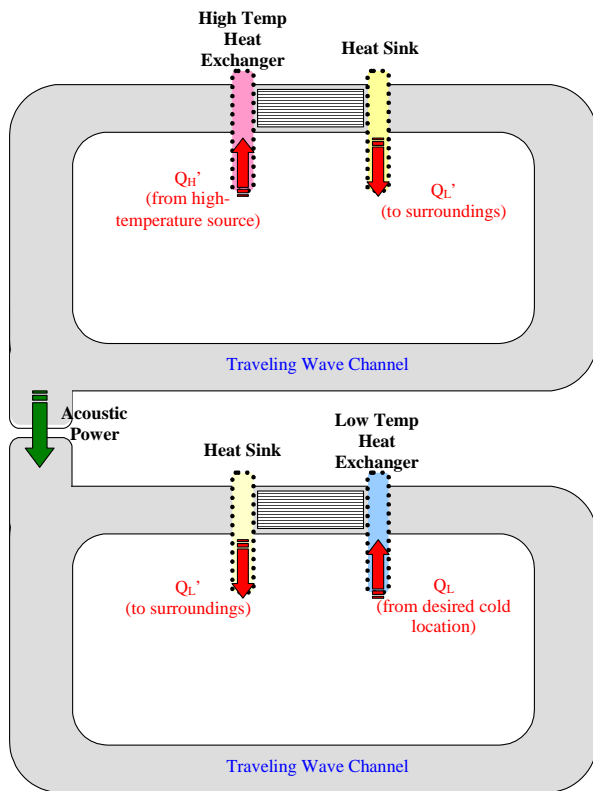 High Temp
Heat
Exchanger
Heat Sink
QH’
(from high-
temperature source)
QL’
(to surroundings)
Traveling Wave Channel
Acoustic
Power
Heat Sink
Low Temp
Heat
Exchanger
QL’
(to surroundings)
QL
(from desired cold
location)
Traveling Wave Channel